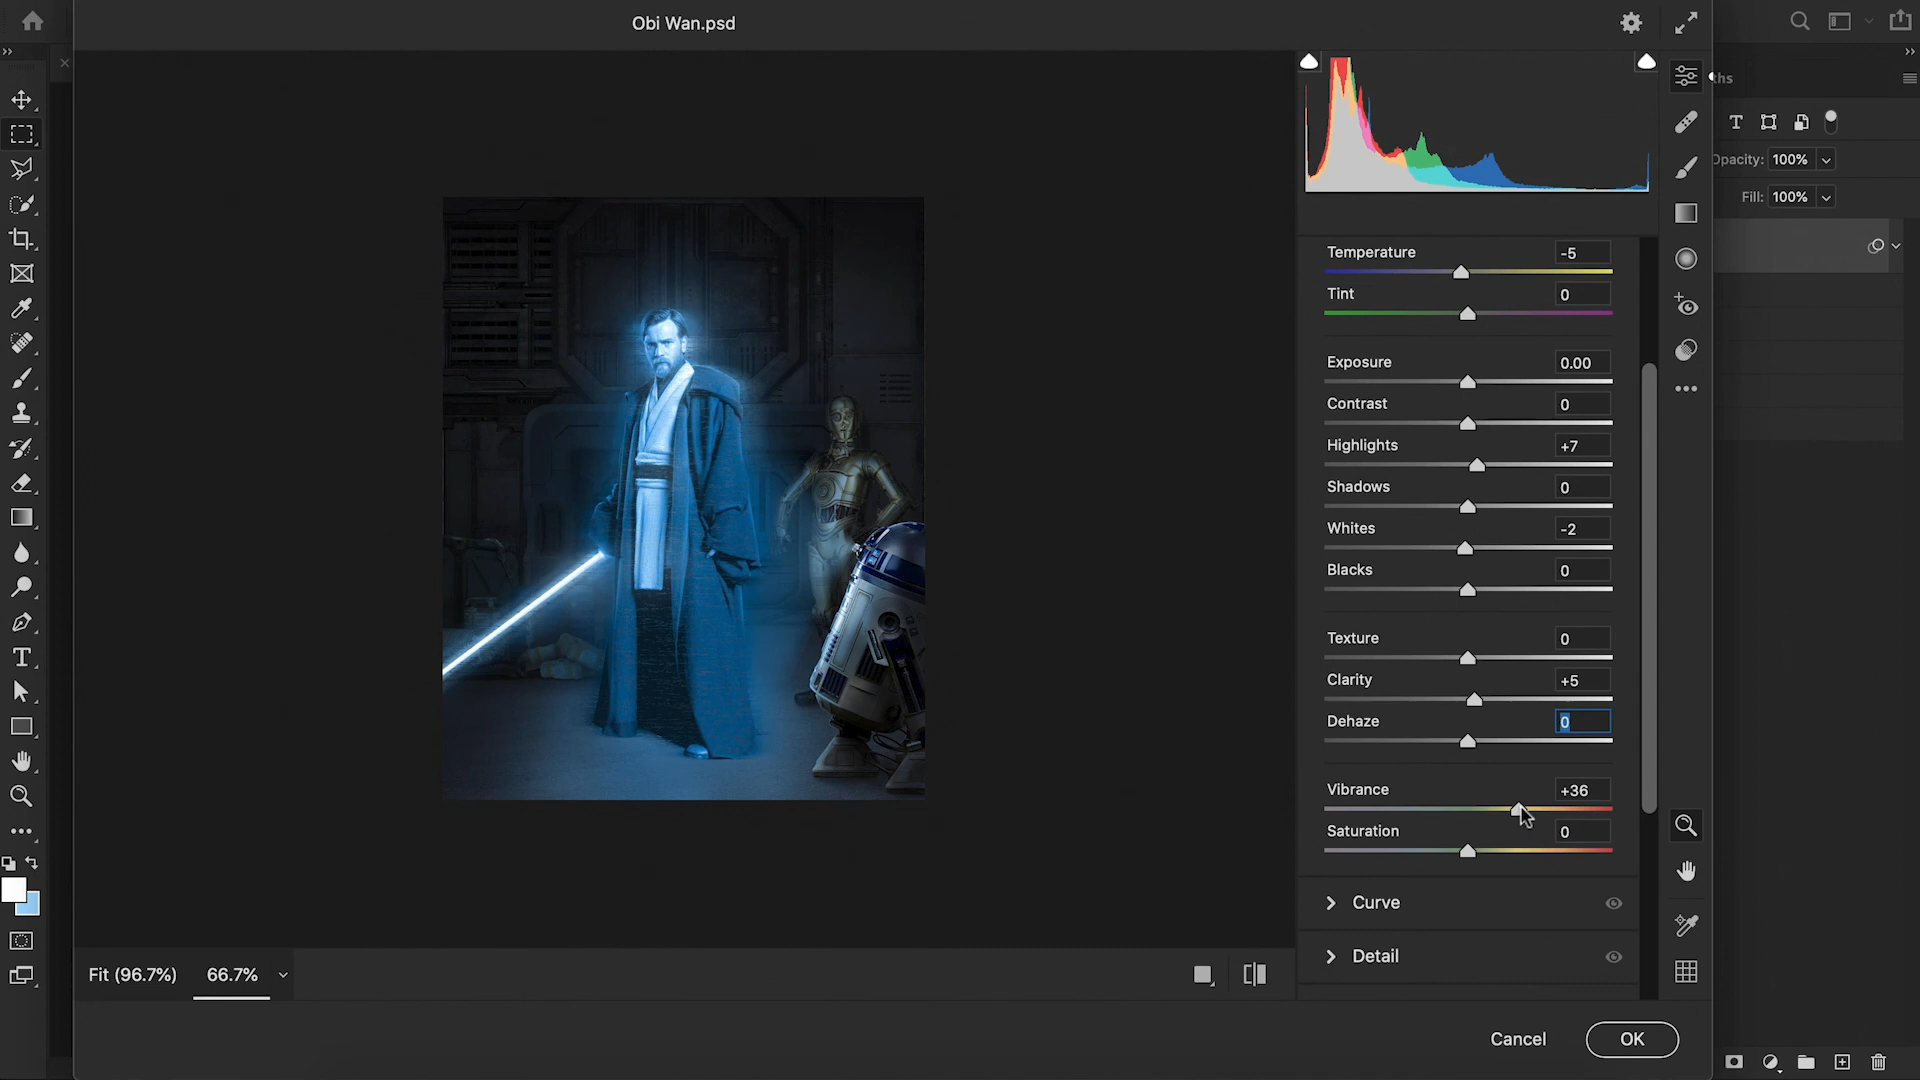 Obi Wan.psd
ths
Opacity: 100%
Fill: 100%
Temperature -5
Tint 0
Exposure 0.00
Contrast 0
Highlights +7
Shadows 0
Whites -2
Blacks 0
Texture 0
Clarity +5
Dehaze 0
Vibrance +36
Saturation 0
Curve
Detail
Fit (96.7%) 66.7%
Cancel OK